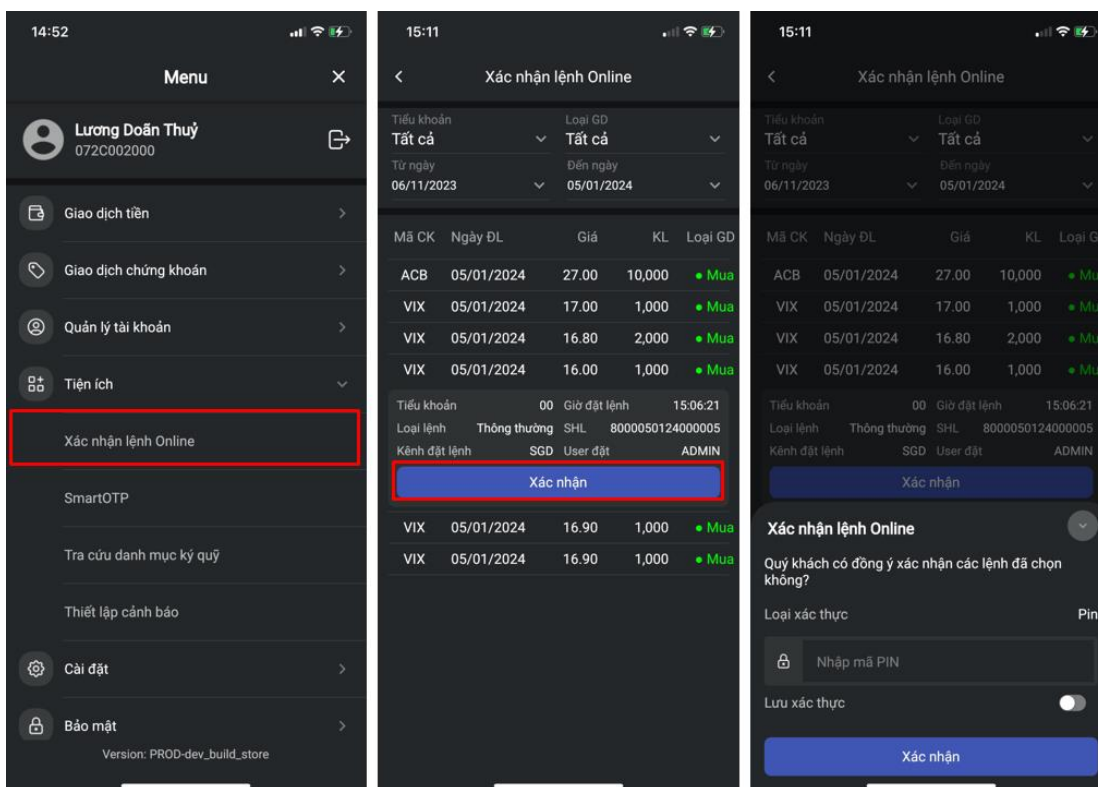 14:52
Menu
Lương Doãn Thuỷ
072C002000
Giao dịch tiền
Giao dịch chứng khoán
Quản lý tài khoản
Tiện ích
Xác nhận lệnh Online
SmartOTP
Tra cứu danh mục ký quỹ
Thiết lập cảnh báo
Cài đặt
Bảo mật
Version: PROD-dev_build_store
15:11
Xác nhận lệnh Online
Tiểu khoản Loại GD
Tất cả Tất cả
Từ ngày Đến ngày
06/11/2023 05/01/2024
Mã CK Ngày ĐL Giá KL Loại GD
ACB 05/01/2024 27.00 10,000 Mua
VIX 05/01/2024 17.00 1,000 Mua
VIX 05/01/2024 16.80 2,000 Mua
VIX 05/01/2024 16.00 1,000 Mua
Tiểu khoản 00 Giờ đặt lệnh 15:06:21
Loại lệnh Thông thường SHL 8000050124000005
Kênh đặt lệnh SGD User đặt ADMIN
Xác nhận
VIX 05/01/2024 16.90 1,000 Mua
VIX 05/01/2024 16.90 1,000 Mua
15:11
Xác nhận lệnh Online
Tiểu khoản Loại GD
Tất cả Tất cả
Từ ngày Đến ngày
06/11/2023 05/01/2024
Mã CK Ngày ĐL Giá KL Loại G
ACB 05/01/2024 27.00 10,000 Mu
VIX 05/01/2024 17.00 1,000 Mu
VIX 05/01/2024 16.80 2,000 Mu
VIX 05/01/2024 16.00 1,000 Mu
Tiểu khoản 00 Giờ đặt lệnh 15:06:21
Loại lệnh Thông thường SHL 8000050124000005
Kênh đặt lệnh SGD User đặt ADMIN
Xác nhận
Xác nhận lệnh Online
Quý khách có đồng ý xác nhận các lệnh đã chọn
không?
Loại xác thực Pin
Nhập mã PIN
Lưu xác thực
Xác nhận